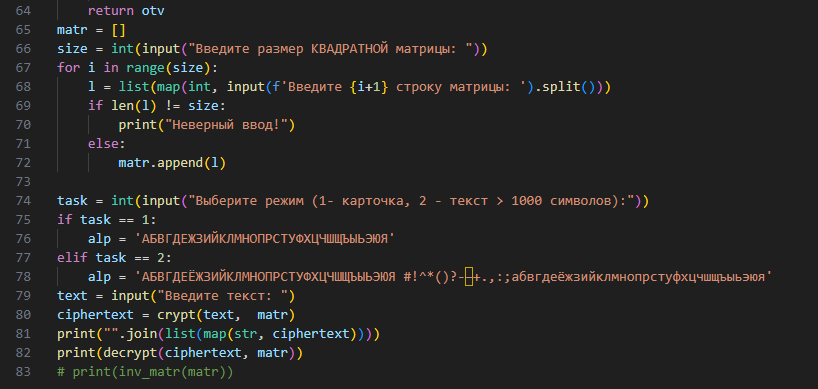 64 return otv
65 matr = []
66 size = int(input("Введите размер КВАДРАТНОЙ матрицы: "))
67 for i in range(size):
68 l = list(map(int, input(f'Введите {i+1} строку матрицы: ').split()))
69 if len(l) != size:
70 print("Неверный ввод!")
71 else:
72 matr.append(l)
73
74 task = int(input("Выберите режим (1- карточка, 2 - текст > 1000 символов):"))
75 if task == 1:
76 alp = 'АБВГДЕЖЗИЙКЛМНОПРСТУФХЦЧШЩЪЫЬЭЮЯ'
77 elif task == 2:
78 alp = 'АБВГДЕЁЖЗИЙКЛМНОПРСТУФХЦЧШЩЪЫЬЭЮЯ #!^*()?-–+.,:;абвгдеёжзийклмнопрстуфхцчшщъыьэюя'
79 text = input("Введите текст: ")
80 ciphertext = crypt(text, matr)
81 print("".join(list(map(str, ciphertext))))
82 print(decrypt(ciphertext, matr))
83 # print(inv_matr(matr))